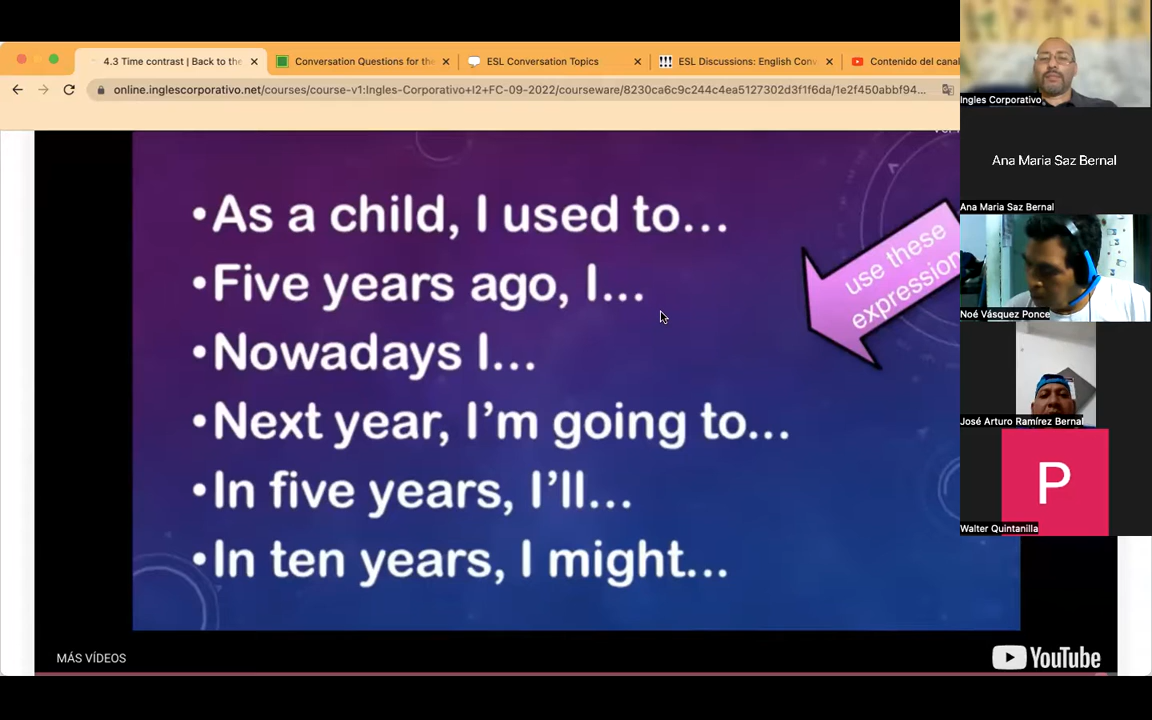 4.3 Time contrast | Back to the
Conversation Questions for the
ESL Conversation Topics
ESL Discussions: English Conv
Contenido del canal
online.inglescorporativo.net/courses/course-v1:Ingles-Corporativo+I2+FC-09-2022/courseware/8230ca6c9c244c4ea5127302d3f1f6da/1e2f450abbf94...
•As a child, I used to...
•Five years ago, I...
•Nowadays I...
•Next year, I'm going to...
•In five years, I'll...
•In ten years, I might...
use these
expression
MÁS VÍDEOS
YouTube
Ingles Corporativo
Ana Maria Saz Bernal
Ana Maria Saz Bernal
Noé Vásquez Ponce
José Arturo Ramírez Bernal
P
Walter Quintanilla